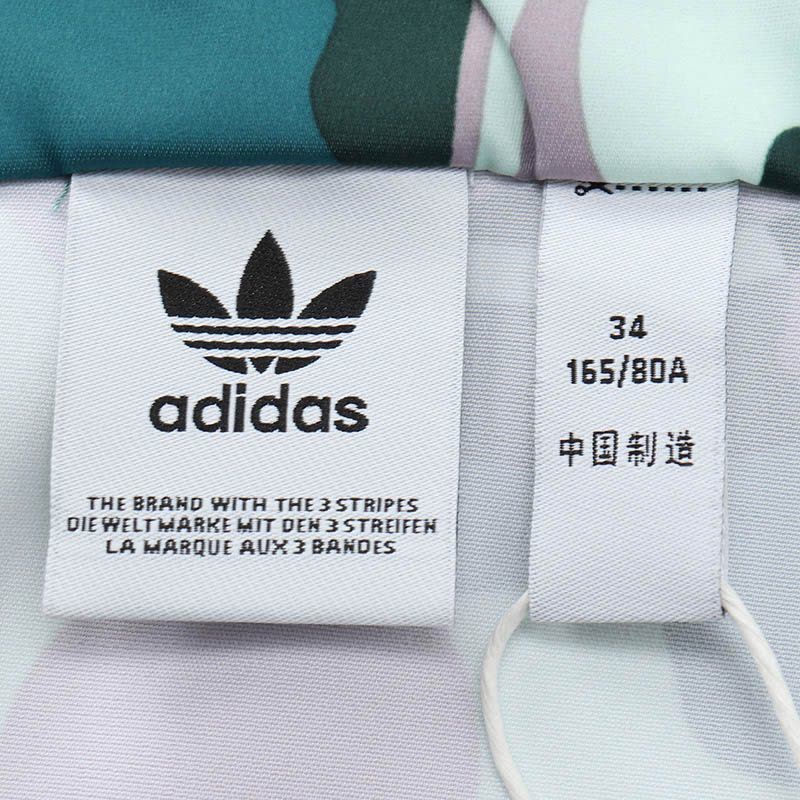 adidas
THE BRAND WITH THE 3 STRIPES
DIE WELTMARKE MIT DEN 3 STREIFEN
LA MARQUE AUX 3 BANDES
34
165/80A
中国制造